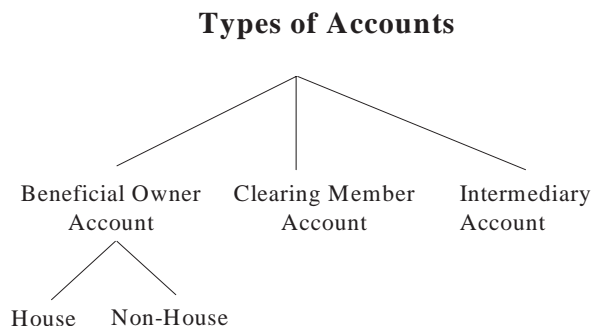 Types of Accounts
Beneficial Owner Account
Clearing Member Account
Intermediary Account
House
Non-House